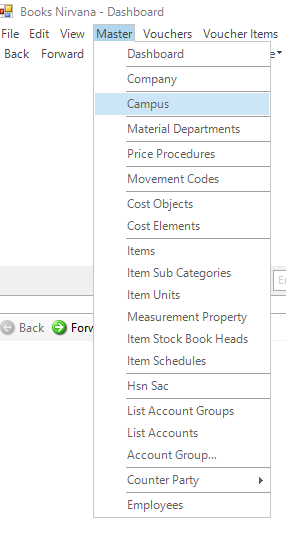 Books Nirvana - Dashboard
File Edit View Master Vouchers Voucher Items
Back Forward
Dashboard
Company
Campus
Material Departments
Price Procedures
Movement Codes
Cost Objects
Cost Elements
Items
Item Sub Categories
Item Units
Measurement Property
Item Stock Book Heads
Item Schedules
Back Forw
Hsn Sac
List Account Groups
List Accounts
Account Group...
Counter Party
Employees